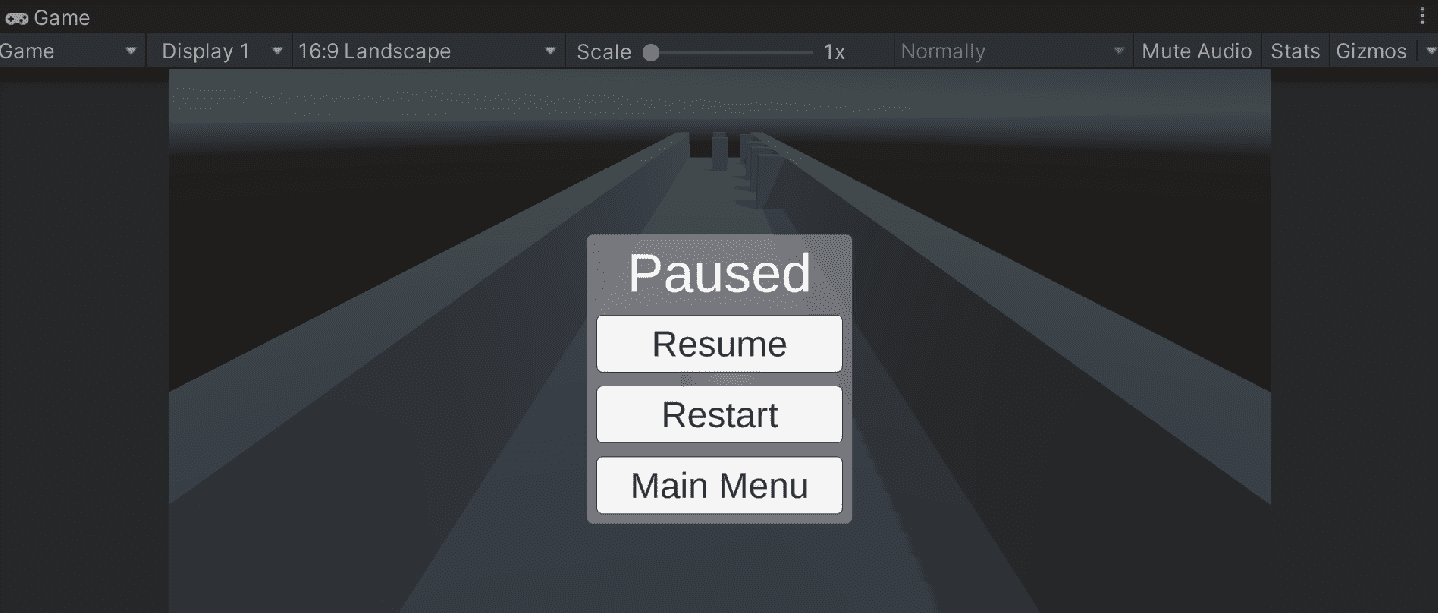 Game
Game Display 1 16:9 Landscape Scale 1x Normally Mute Audio Stats Gizmos
Paused
Resume
Restart
Main Menu